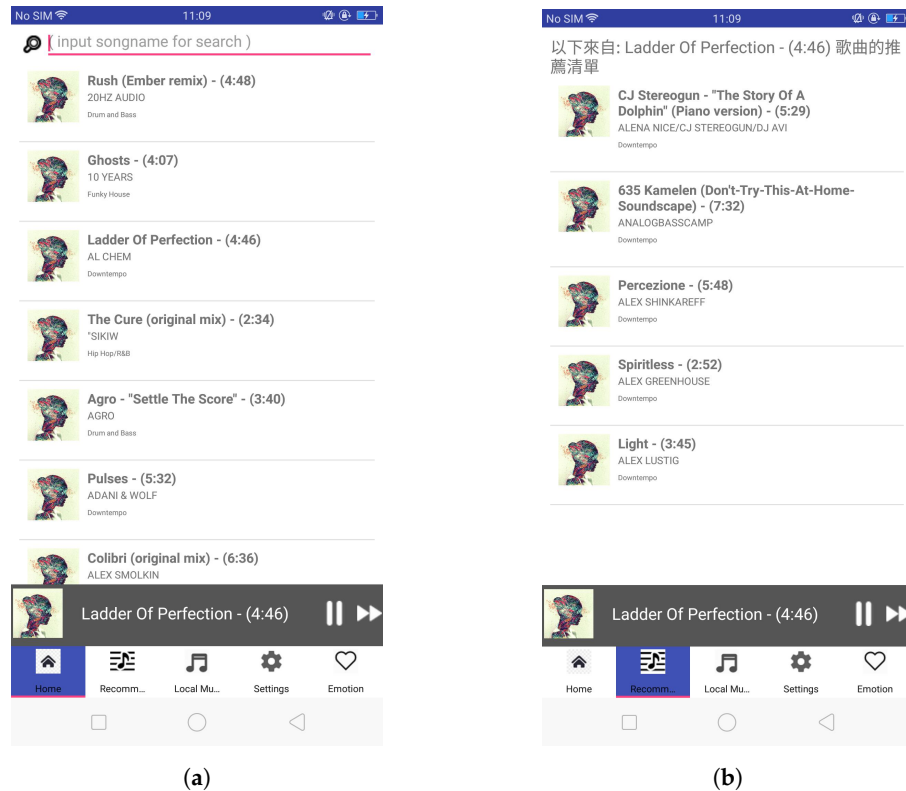 No SIM 11:09
( input songname for search )
Rush (Ember remix) - (4:48)
20HZ AUDIO
Drum and Bass
Ghosts - (4:07)
10 YEARS
Funky House
Ladder Of Perfection - (4:46)
AL CHEM
Downtempo
The Cure (original mix) - (2:34)
"SIKIW
Hip Hop/R&B
Agro - "Settle The Score" - (3:40)
AGRO
Drum and Bass
Pulses - (5:32)
ADANI & WOLF
Downtempo
Colibri (original mix) - (6:36)
ALEX SMOLKIN
Ladder Of Perfection - (4:46)
Home Recomm... Local Mu... Settings Emotion
(a)
No SIM 11:09
以下來自: Ladder Of Perfection - (4:46) 歌曲的推
薦清單
CJ Stereogun - "The Story Of A
Dolphin" (Piano version) - (5:29)
ALENA NICE/CJ STEREOGUN/DJ AVI
Downtempo
635 Kamelen (Don't-Try-This-At-Home-
Soundscape) - (7:32)
ANALOGBASSCAMP
Downtempo
Percezione - (5:48)
ALEX SHINKAREFF
Downtempo
Spiritless - (2:52)
ALEX GREENHOUSE
Downtempo
Light - (3:45)
ALEX LUSTIG
Downtempo
Ladder Of Perfection - (4:46)
Home Recomm... Local Mu... Settings Emotion
(b)